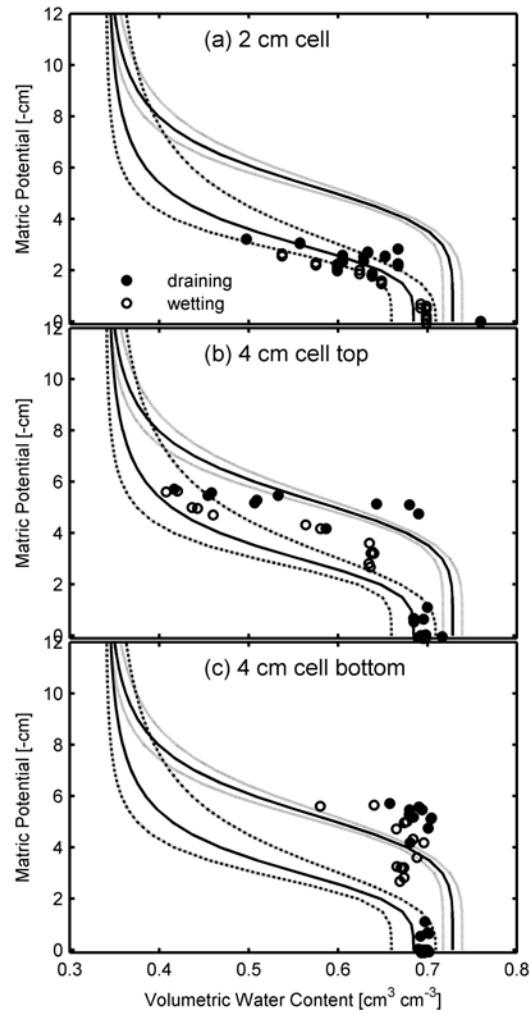 12
(a) 2 cm cell
10
8
6
4
2
0
Matric Potential [-cm]
draining
wetting
12
(b) 4 cm cell top
10
8
6
4
2
0
Matric Potential [-cm]
12
(c) 4 cm cell bottom
10
8
6
4
2
0
Matric Potential [-cm]
0.3 0.4 0.5 0.6 0.7 0.8
Volumetric Water Content [cm³ cm⁻³]